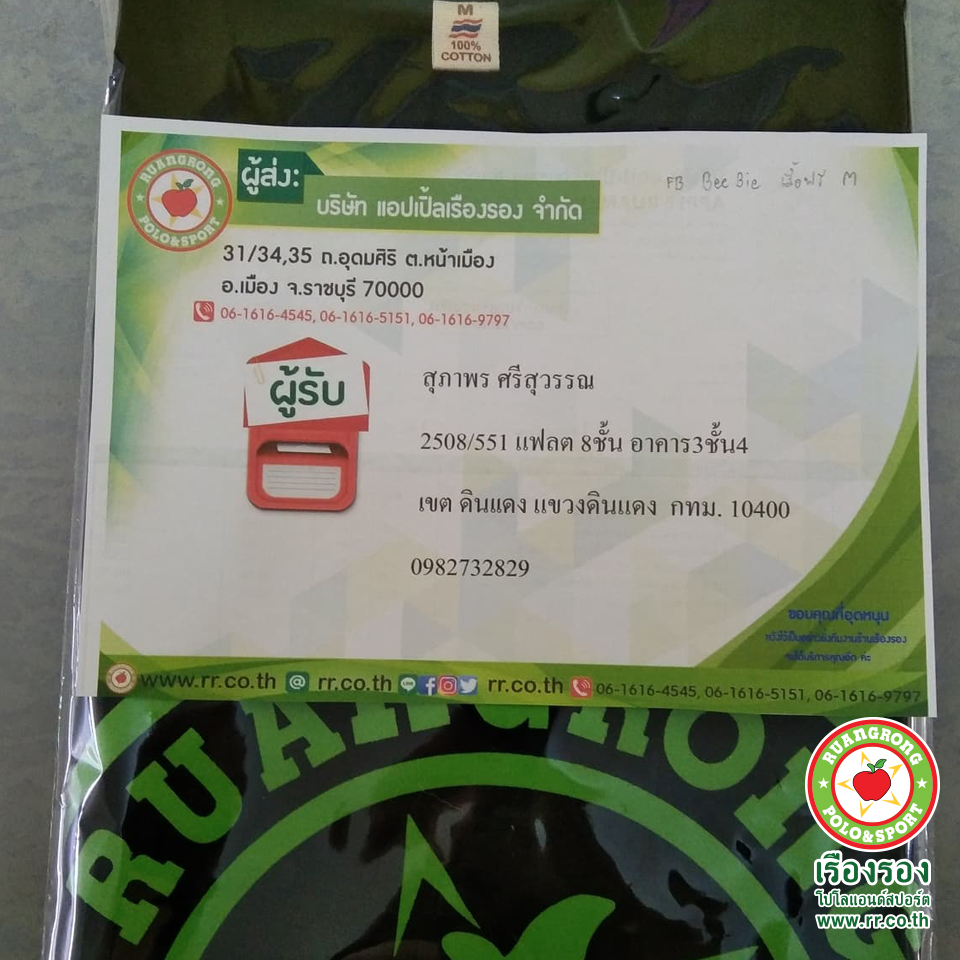 M
100%
COTTON
RUANGRONG
POLO&SPORT
ผู้ส่ง:
บริษัท แอปเปิ้ลเรืองรอง จำกัด
FB Bee Bie เสื้อฟรี M
31/34,35 ถ.อุดมศิริ ต.หน้าเมือง
อ.เมือง จ.ราชบุรี 70000
06-1616-4545, 06-1616-5151, 06-1616-9797
ผู้รับ
สุภาพร ศรีสุวรรณ
2508/551 แฟลต 8ชั้น อาคาร3ชั้น4
เขต ดินแดง แขวงดินแดง กทม. 10400
0982732829
ขอบคุณที่อุดหนุน
www.rr.co.th @ rr.co.th rr.co.th 06-1616-4545, 06-1616-5151, 06-1616-9797
RUANGRONG
RUANGRONG
POLO&SPORT
เรืองรอง
โปโลแอนด์สปอร์ต
www.rr.co.th